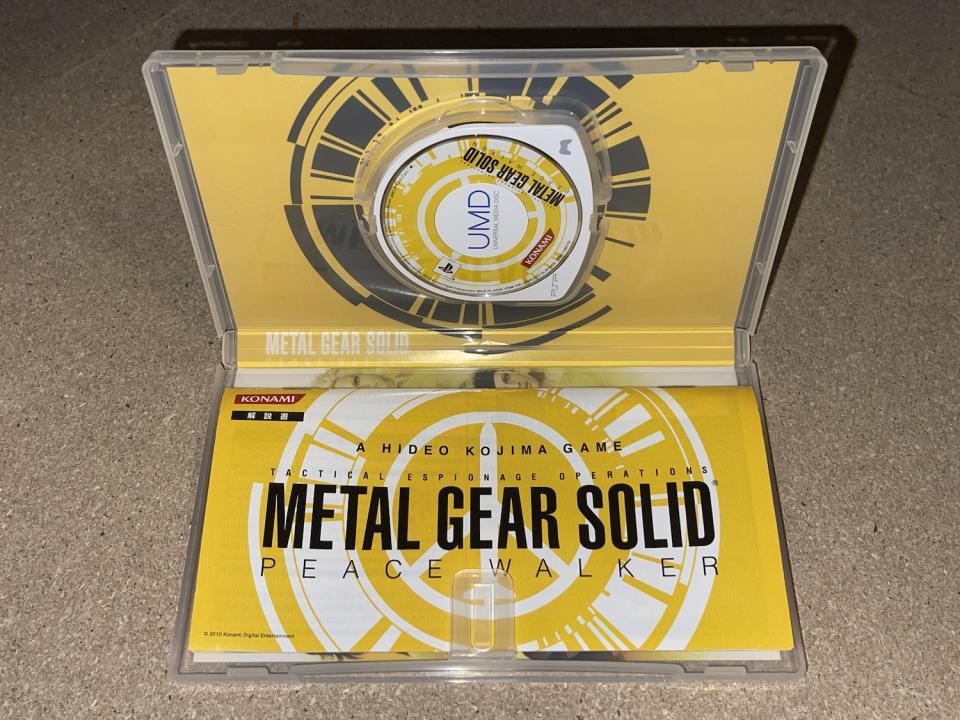 METAL GEAR SOLID
UMD
UNIVERSAL MEDIA DISC
KONAMI
PSP
METAL GEAR SOLID
KONAMI
解説書
A HIDEO KOJIMA GAME
TACTICAL ESPIONAGE OPERATIONS
METAL GEAR SOLID®
PEACE WALKER
© 2010 Konami Digital Entertainment